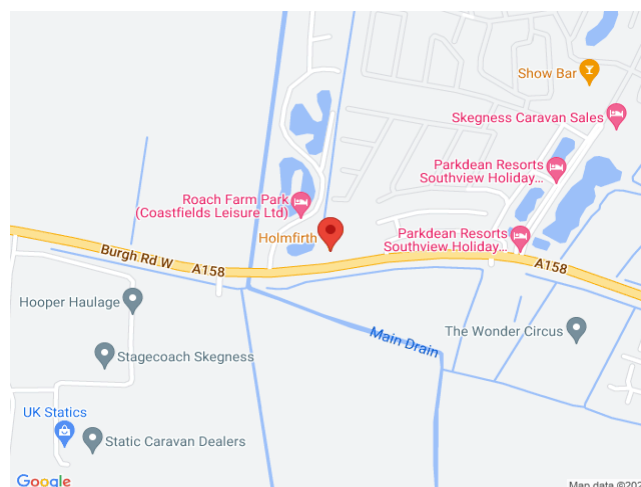 Show Bar
Skegness Caravan Sales
Parkdean Resorts
Southview Holiday...
Roach Farm Park
(Coastfields Leisure Ltd)
Holmfirth
Parkdean Resorts
Southview Holiday...
Burgh Rd W
A158
A158
Hooper Haulage
Main Drain
The Wonder Circus
Stagecoach Skegness
UK Statics
Static Caravan Dealers
Google
Map data